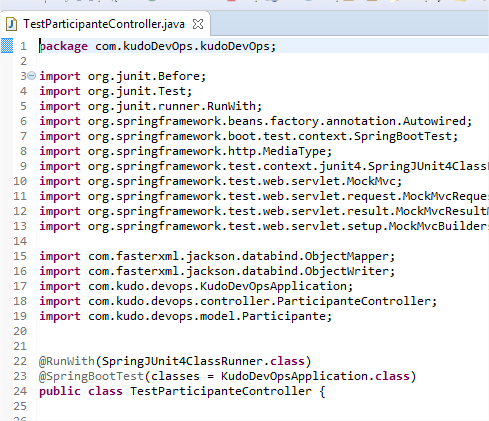 TestParticipanteController.java
1 package com.kudoDevOps.kudoDevOps;
2
3 import org.junit.Before;
4 import org.junit.Test;
5 import org.junit.runner.RunWith;
6 import org.springframework.beans.factory.annotation.Autowired;
7 import org.springframework.boot.test.context.SpringBootTest;
8 import org.springframework.http.MediaType;
9 import org.springframework.test.context.junit4.SpringJUnit4Class
10 import org.springframework.test.web.servlet.MockMvc;
11 import org.springframework.test.web.servlet.request.MockMvcReque
12 import org.springframework.test.web.servlet.result.MockMvcResult
13 import org.springframework.test.web.servlet.setup.MockMvcBuilder
14
15 import com.fasterxml.jackson.databind.ObjectMapper;
16 import com.fasterxml.jackson.databind.ObjectWriter;
17 import com.kudo.devops.KudoDevOpsApplication;
18 import com.kudo.devops.controller.ParticipanteController;
19 import com.kudo.devops.model.Participante;
20
21
22 @RunWith(SpringJUnit4ClassRunner.class)
23 @SpringBootTest(classes = KudoDevOpsApplication.class)
24 public class TestParticipanteController {
25
26